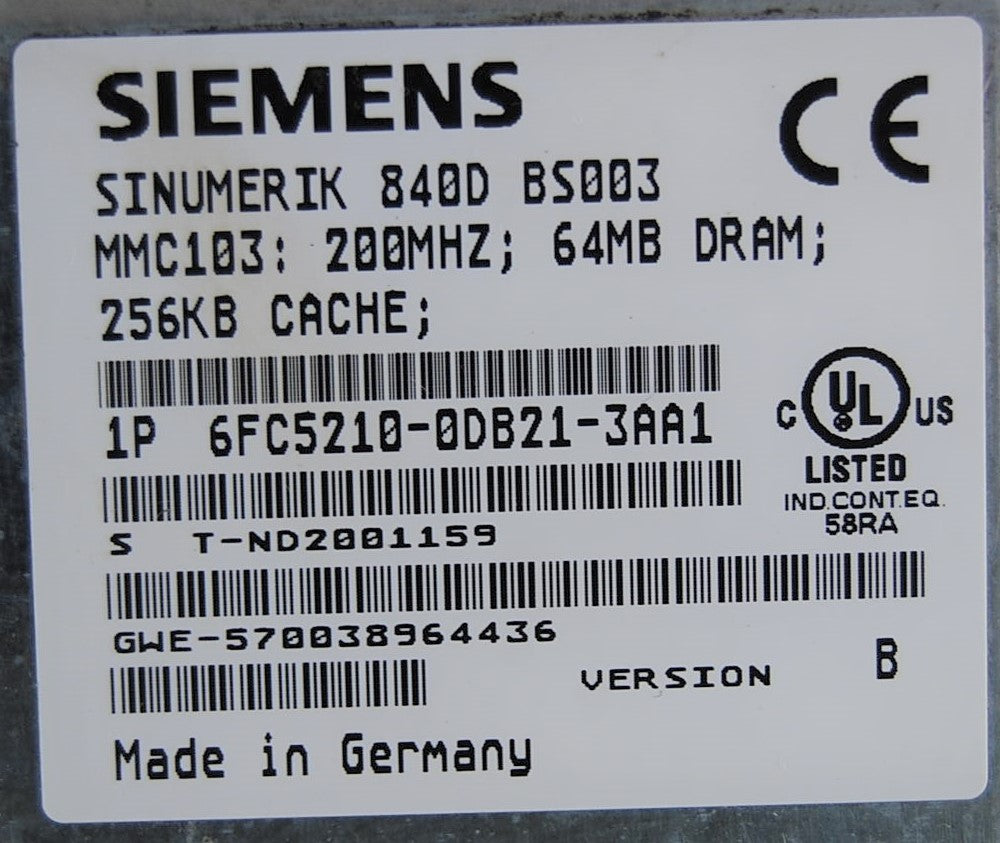 SIEMENS
CE
SINUMERIK 840D BS003
MMC103: 200MHZ; 64MB DRAM;
256KB CACHE;
1P 6FC5210-0DB21-3AA1
C UL US
LISTED
IND.CONT.EQ.
58RA
S T-ND2001159
GWE-570038964436
VERSION B
Made in Germany